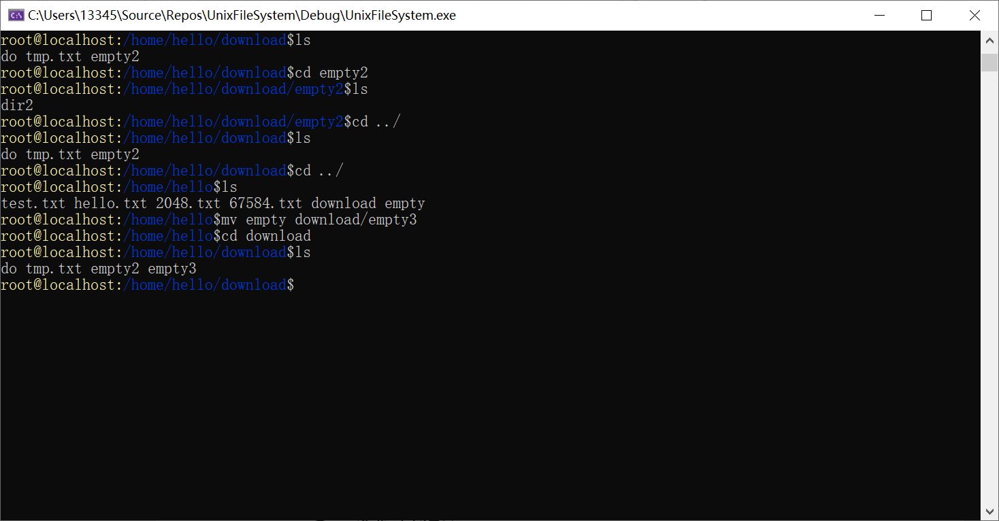 C:\Users\13345\Source\Repos\UnixFileSystem\Debug\UnixFileSystem.exe
root@localhost:/home/hello/download$ls
do tmp.txt empty2
root@localhost:/home/hello/download$cd empty2
root@localhost:/home/hello/download/empty2$ls
dir2
root@localhost:/home/hello/download/empty2$cd ../
root@localhost:/home/hello/download$ls
do tmp.txt empty2
root@localhost:/home/hello/download$cd ../
root@localhost:/home/hello$ls
test.txt hello.txt 2048.txt 67584.txt download empty
root@localhost:/home/hello$mv empty download/empty3
root@localhost:/home/hello$cd download
root@localhost:/home/hello/download$ls
do tmp.txt empty2 empty3
root@localhost:/home/hello/download$